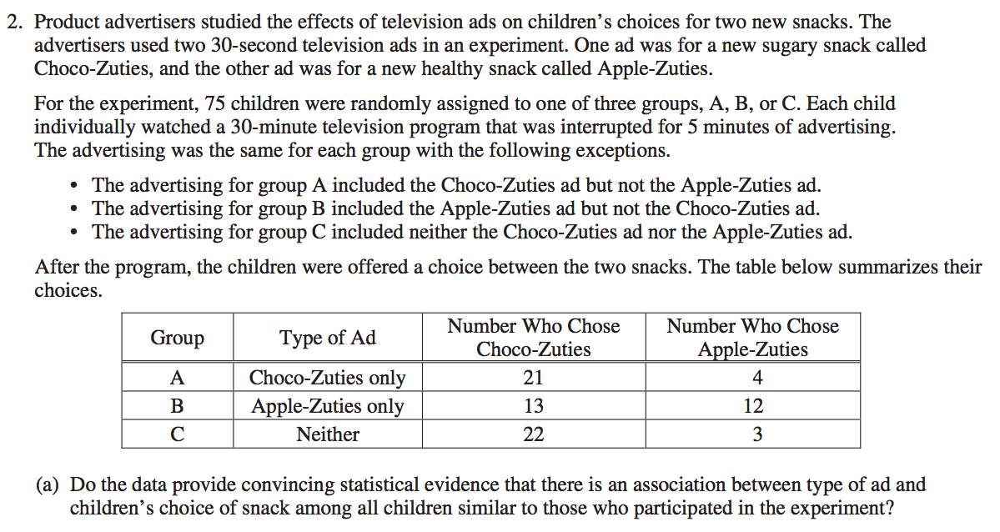 2. Product advertisers studied the effects of television ads on children’s choices for two new snacks. The
advertisers used two 30-second television ads in an experiment. One ad was for a new sugary snack called
Choco-Zuties, and the other ad was for a new healthy snack called Apple-Zuties.
For the experiment, 75 children were randomly assigned to one of three groups, A, B, or C. Each child
individually watched a 30-minute television program that was interrupted for 5 minutes of advertising.
The advertising was the same for each group with the following exceptions.
• The advertising for group A included the Choco-Zuties ad but not the Apple-Zuties ad.
• The advertising for group B included the Apple-Zuties ad but not the Choco-Zuties ad.
• The advertising for group C included neither the Choco-Zuties ad nor the Apple-Zuties ad.
After the program, the children were offered a choice between the two snacks. The table below summarizes their
choices.
Group Type of Ad Number Who Chose Choco-Zuties Number Who Chose Apple-Zuties
A Choco-Zuties only 21 4
B Apple-Zuties only 13 12
C Neither 22 3
(a) Do the data provide convincing statistical evidence that there is an association between type of ad and
children’s choice of snack among all children similar to those who participated in the experiment?